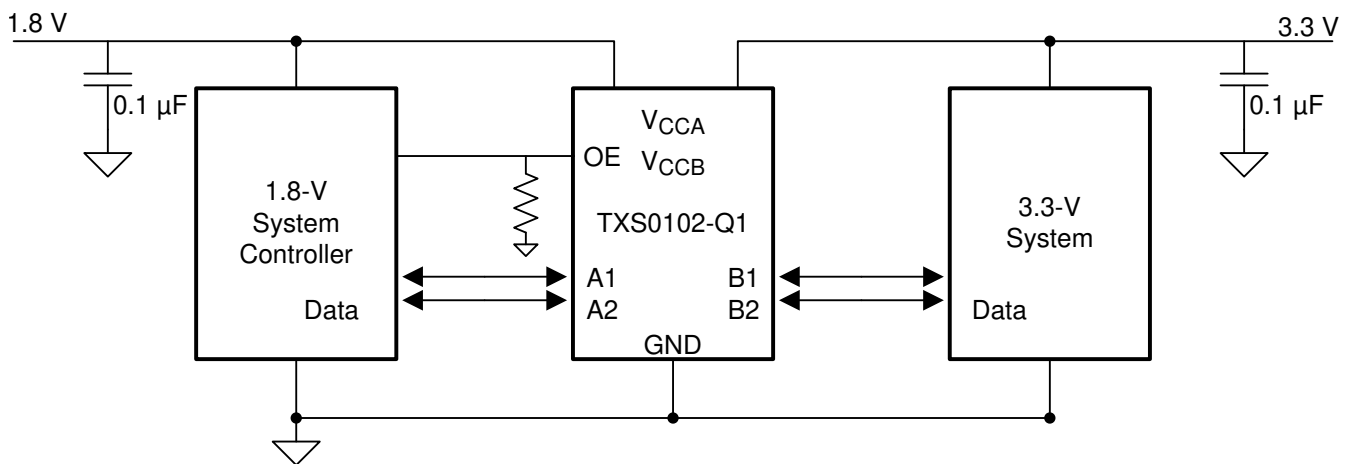 1.8 V
3.3 V
0.1 µF
0.1 µF
VCCA
OE
VCCB
1.8-V
System
Controller
TXS0102-Q1
3.3-V
System
A1
B1
A2
B2
Data
Data
GND